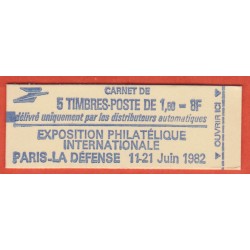 CARNET DE
5 TIMBRES-POSTE DE 1,60 = 8F
délivré uniquement par les distributeurs automatiques
EXPOSITION PHILATÉLIQUE
INTERNATIONALE
PARIS-LA DÉFENSE 11-21 Juin 1982
OUVRIR ICI